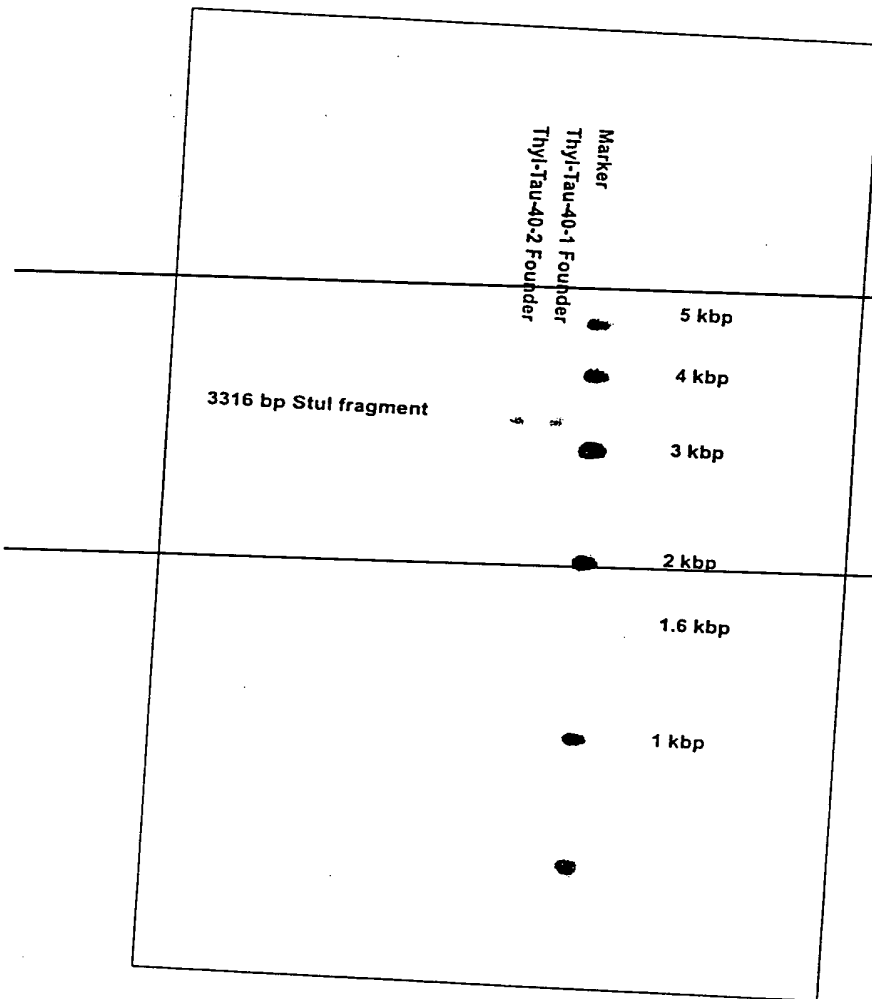 Marker
Thyl-Tau-40-1 Founder
Thyl-Tau-40-2 Founder
5 kbp
4 kbp
3316 bp StuI fragment
3 kbp
2 kbp
1.6 kbp
1 kbp